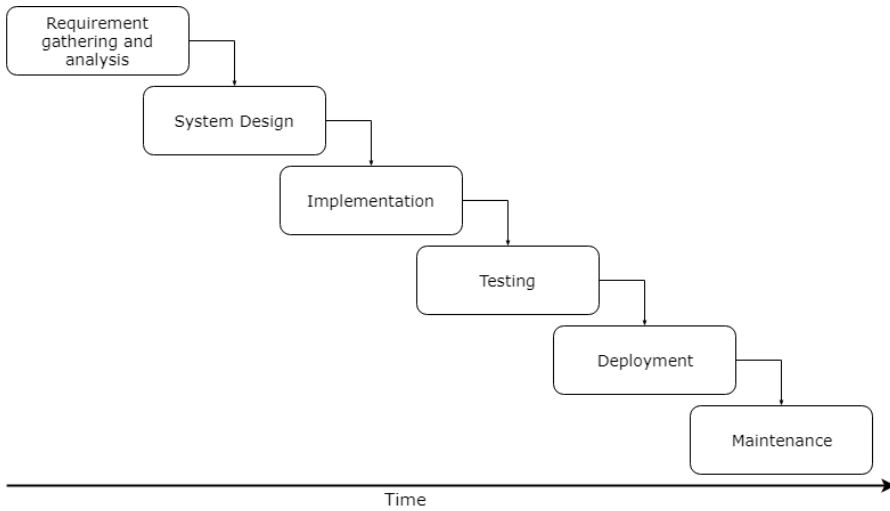 Requirement
gathering and
analysis
System Design
Implementation
Testing
Deployment
Maintenance
Time